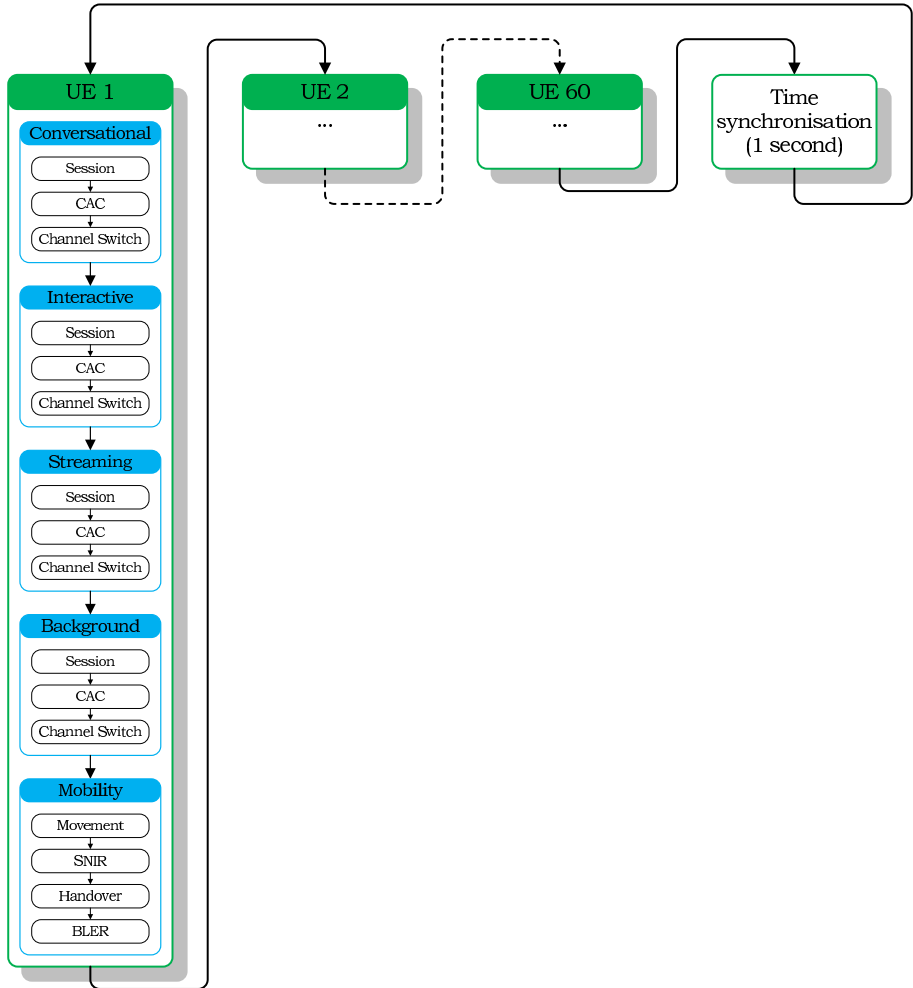 UE 1
Conversational
Session
CAC
Channel Switch
Interactive
Session
CAC
Channel Switch
Streaming
Session
CAC
Channel Switch
Background
Session
CAC
Channel Switch
Mobility
Movement
SNIR
Handover
BLER
UE 2
...
UE 60
...
Time
synchronisation
(1 second)